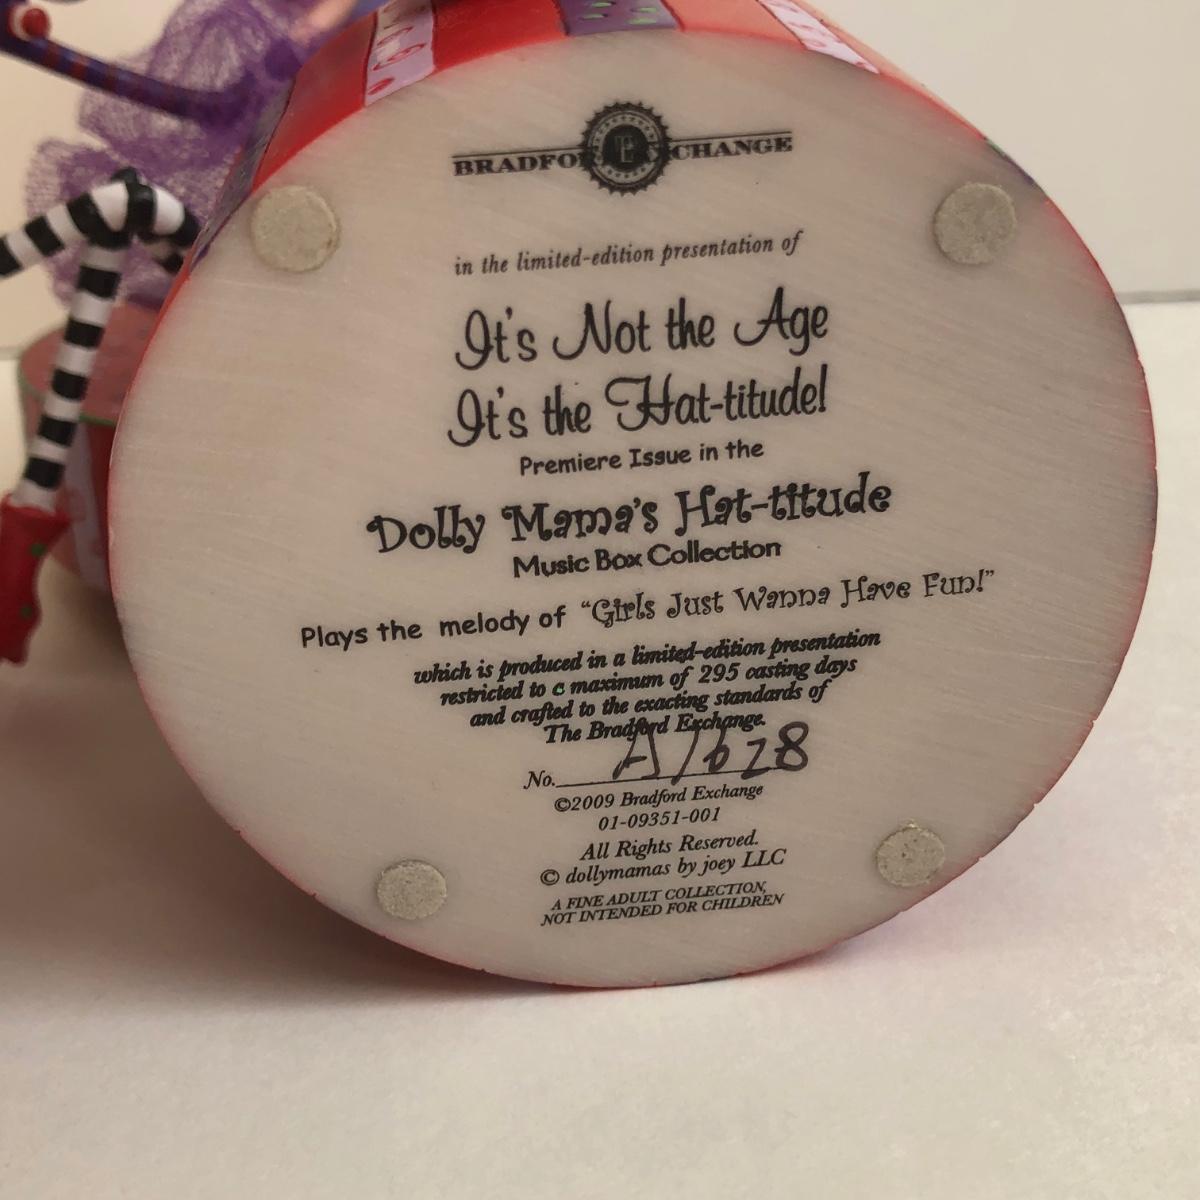 BRADFORD EXCHANGE
in the limited-edition presentation of
It's Not the Age
It's the Hat-titude!
Premiere Issue in the
Dolly Mama's Hat-titude
Music Box Collection
Plays the melody of "Girls Just Wanna Have Fun!"
which is produced in a limited-edition presentation
restricted to a maximum of 295 casting days
and crafted to the exacting standards of
The Bradford Exchange.
No. A1628
©2009 Bradford Exchange
01-09351-001
All Rights Reserved.
© dollymamas by joey LLC
A FINE ADULT COLLECTION,
NOT INTENDED FOR CHILDREN